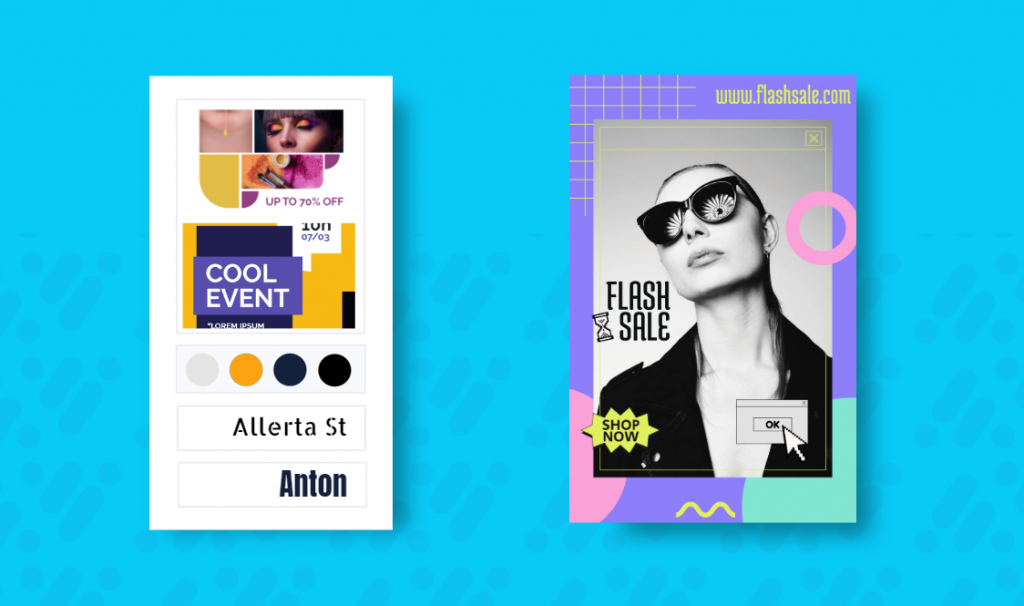 UP TO 70% OFF
10h
07/03
COOL
EVENT
*LOREM IPSUM
Allerta St
Anton
www.flashsale.com
FLASH
SALE
SHOP
NOW
OK